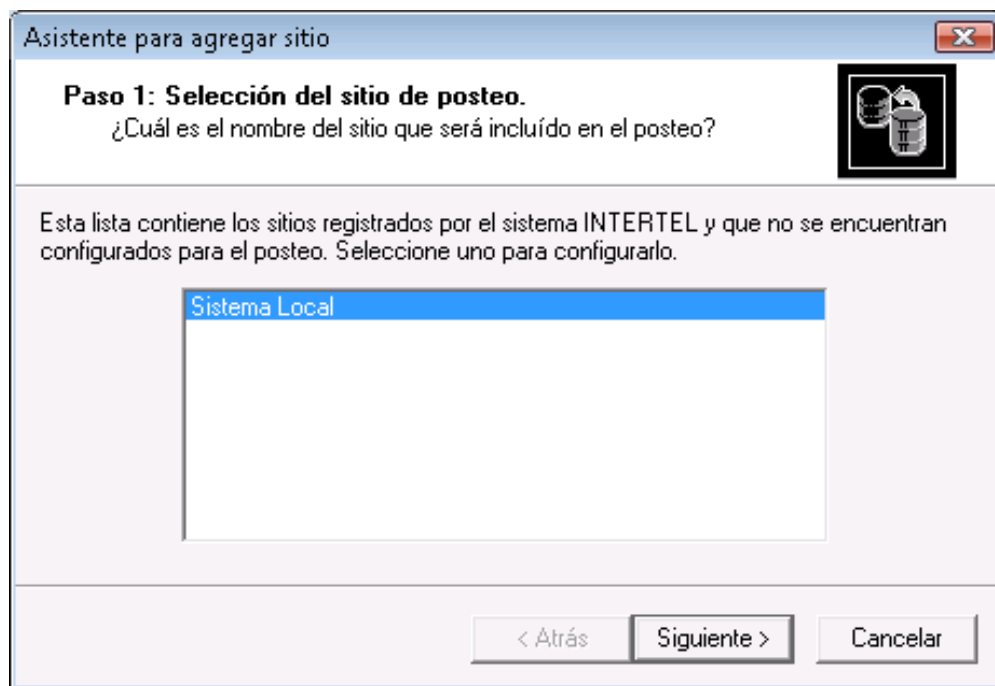 Asistente para agregar sitio
Paso 1: Selección del sitio de posteo.
¿Cuál es el nombre del sitio que será incluído en el posteo?
Esta lista contiene los sitios registrados por el sistema INTERTEL y que no se encuentran
configurados para el posteo. Seleccione uno para configurarlo.
Sistema Local
< Atrás
Siguiente >
Cancelar